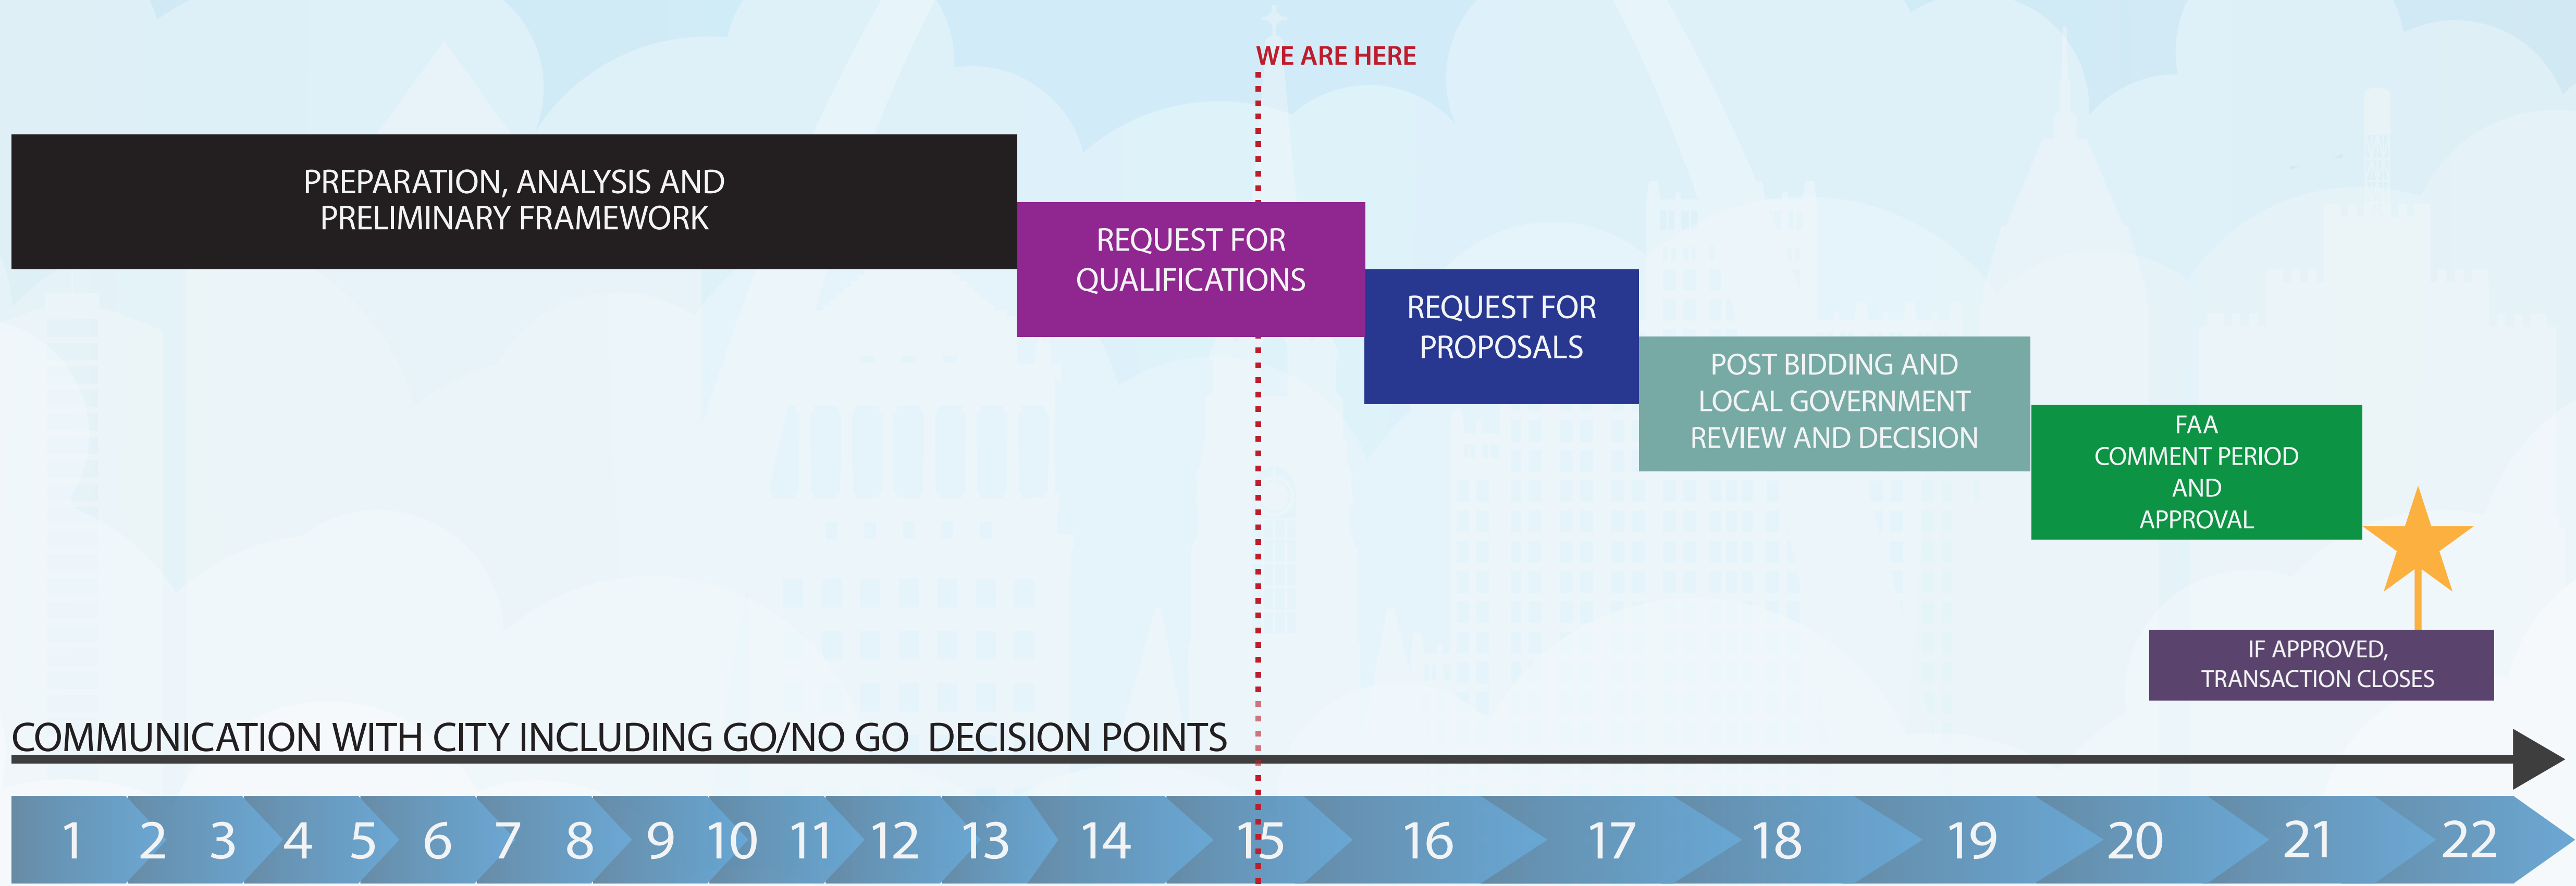 WE ARE HERE
PREPARATION, ANALYSIS AND
PRELIMINARY FRAMEWORK
REQUEST FOR
QUALIFICATIONS
REQUEST FOR
PROPOSALS
POST BIDDING AND
LOCAL GOVERNMENT
REVIEW AND DECISION
FAA
COMMENT PERIOD
AND
APPROVAL
IF APPROVED,
TRANSACTION CLOSES
COMMUNICATION WITH CITY INCLUDING GO/NO GO DECISION POINTS
1 2 3 4 5 6 7 8 9 10 11 12 13 14 15 16 17 18 19 20 21 22